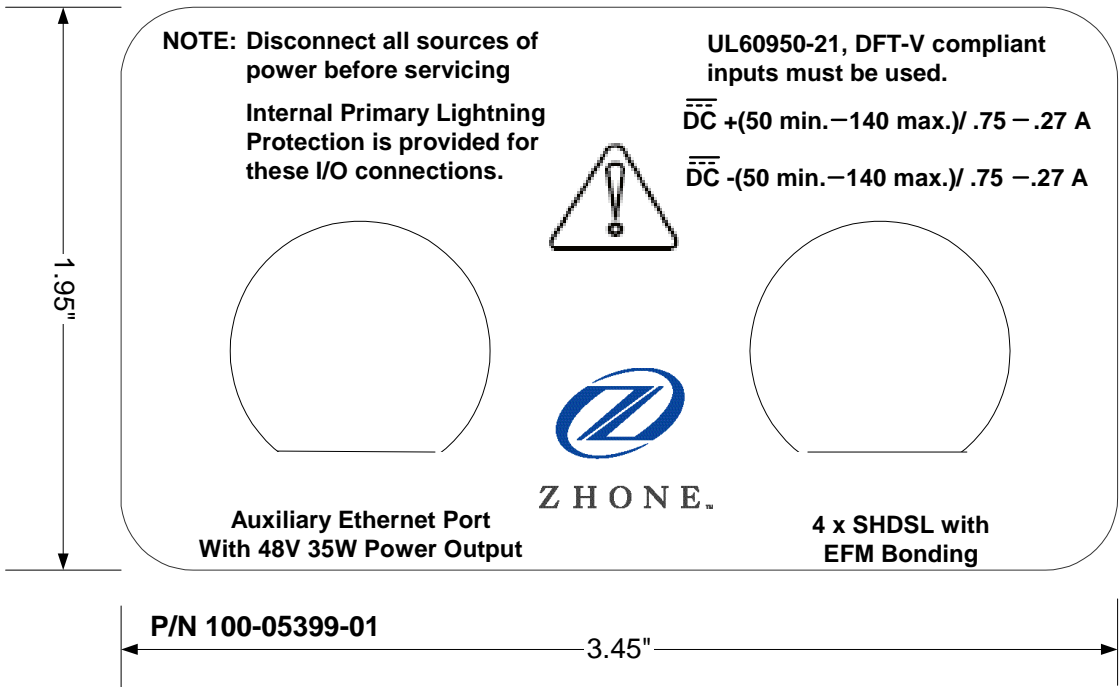 NOTE: Disconnect all sources of
power before servicing
Internal Primary Lightning
Protection is provided for
these I/O connections.
UL60950-21, DFT-V compliant
inputs must be used.
DC +(50 min.—140 max.)/ .75 – .27 A
DC -(50 min.—140 max.)/ .75 –.27 A
1.95"
ZHONE™
Auxiliary Ethernet Port
With 48V 35W Power Output
4 x SHDSL with
EFM Bonding
P/N 100-05399-01
3.45"